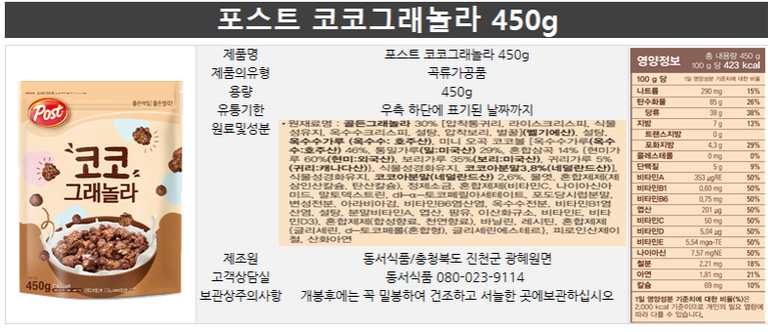 포스트 코코그래놀라 450g
제품명 포스트 코코그래놀라 450g
제품의유형 곡류가공품
용량 450g
유통기한 우측 하단에 표기된 날짜까지
원료및성분
•원재료명 : 골든그래놀라 30% [압착통귀리, 라이스크리스피, 식물
성유지, 옥수수크리스피, 설탕, 압착보리, 벌꿀](벨기에산), 설탕,
옥수수가루 (옥수수: 호주산), 미니 오곡 코코볼 [옥수수가루(옥수
수:호주산) 46%, 통밀가루(밀:미국산) 29%, 혼합삼곡 14% {현미가
루 60%(현미:외국산), 보리가루 35%(보리:미국산), 귀리가루 5%
(귀리:캐나다산)}, 식물성경화유지, 코코아분말3,8%(네덜란드산)],
식물성경화유지, 코코아분말(네덜란드산) 2,6%, 물엿, 혼합제제(제
삼인산칼슘, 탄산칼슘), 정제소금, 혼합제제(비타민C, 나이아신아
미드, 말토덱스트린, dl-α-토코페릴아세테이트, 포도당시럽분말,
변성전분, 아라비아검, 비타민B6염산염, 옥수수전분, 비타민B1염
산염, 설탕, 분말비타민A, 엽산, 팜유, 이산화규소, 비타민E, 비타
민D3), 혼합제제(합성향료, 천연향료), 바닐린, 레시틴, 혼합제제
(글리세린, d-토코페롤(혼합형), 글리세린에스테르), 피로인산제이
철, 산화아연
제조원 동서식품/충청북도 진천군 광혜원면
고객상담실 동서식품 080-023-9114
보관상주의사항 개봉후에는 꼭 밀봉하여 건조하고 서늘한 곳에보관하십시오
Post
좋은아침! 좋은생각!
코코
그래놀라
450g
영양정보 총 내용량 450 g
100 g 당 423 kcal
100 g 당 1일 영양성분 기준치에 대한 비율
나트륨 290 mg 15%
탄수화물 85 g 26%
당류 38 g 38%
지방 7 g 13%
트랜스지방 0 g
포화지방 4,3 g 29%
콜레스테롤 0 mg 0%
단백질 5 g 9%
비타민A 353 μgRE 50%
비타민B1 0,60 mg 50%
비타민B6 0,75 mg 50%
엽산 201 μg 50%
비타민C 50 mg 50%
비타민D 5,04 μg 50%
비타민E 5,54 mgα-TE 50%
나이아신 7,57 mgNE 50%
철분 2,21 mg 18%
아연 1,81 mg 21%
칼슘 69 mg 10%
1일 영양성분 기준치에 대한 비율(%)은
2,000 kcal 기준이므로 개인의 필요 열량에
따라 다를 수 있습니다.